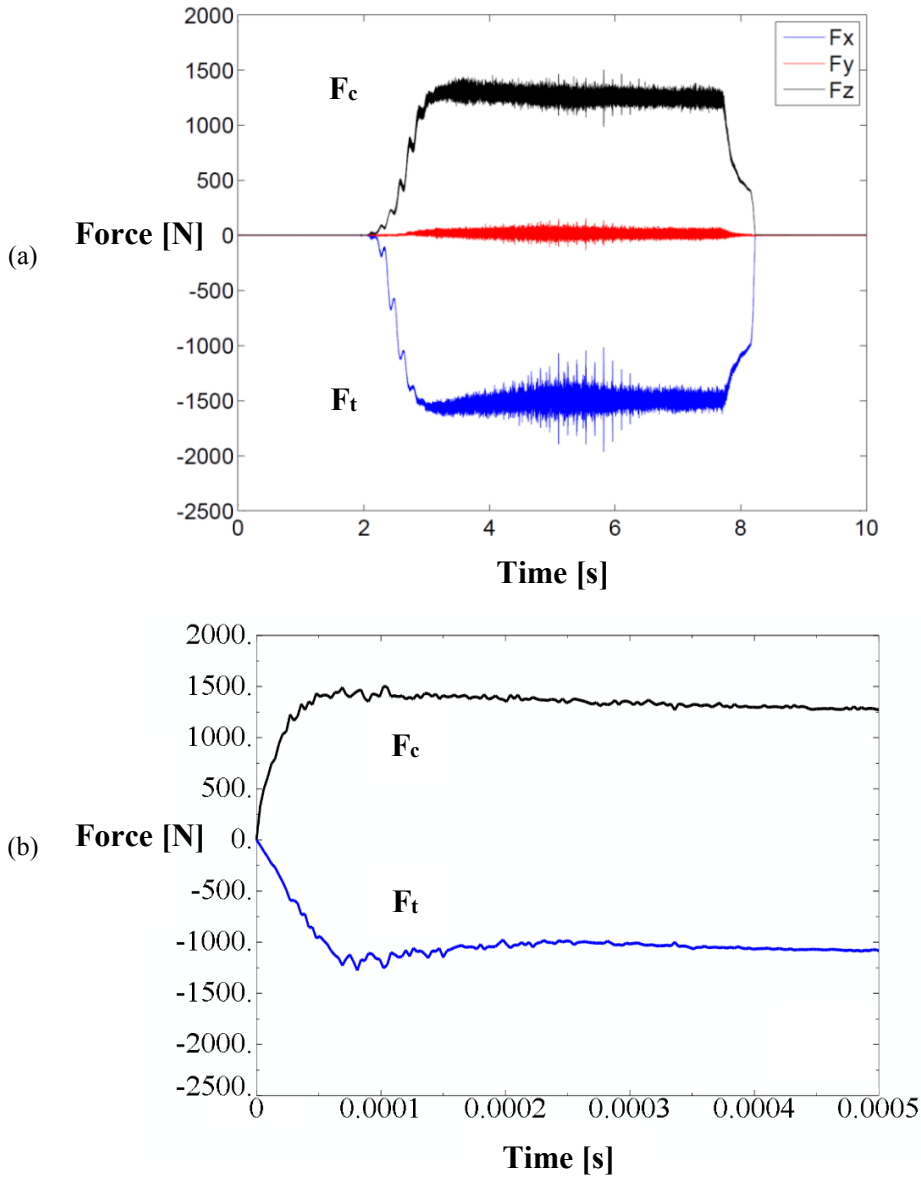 2000
1500
1000
500
0
-500
-1000
-1500
-2000
-2500
Fc
Ft
Fx
Fy
Fz
(a)
Force [N]
0 2 4 6 8 10
Time [s]
2000.
1500.
1000.
500.
0.
-500.
-1000.
-1500.
-2000.
-2500.
Fc
Ft
(b)
Force [N]
0 0.0001 0.0002 0.0003 0.0004 0.0005
Time [s]